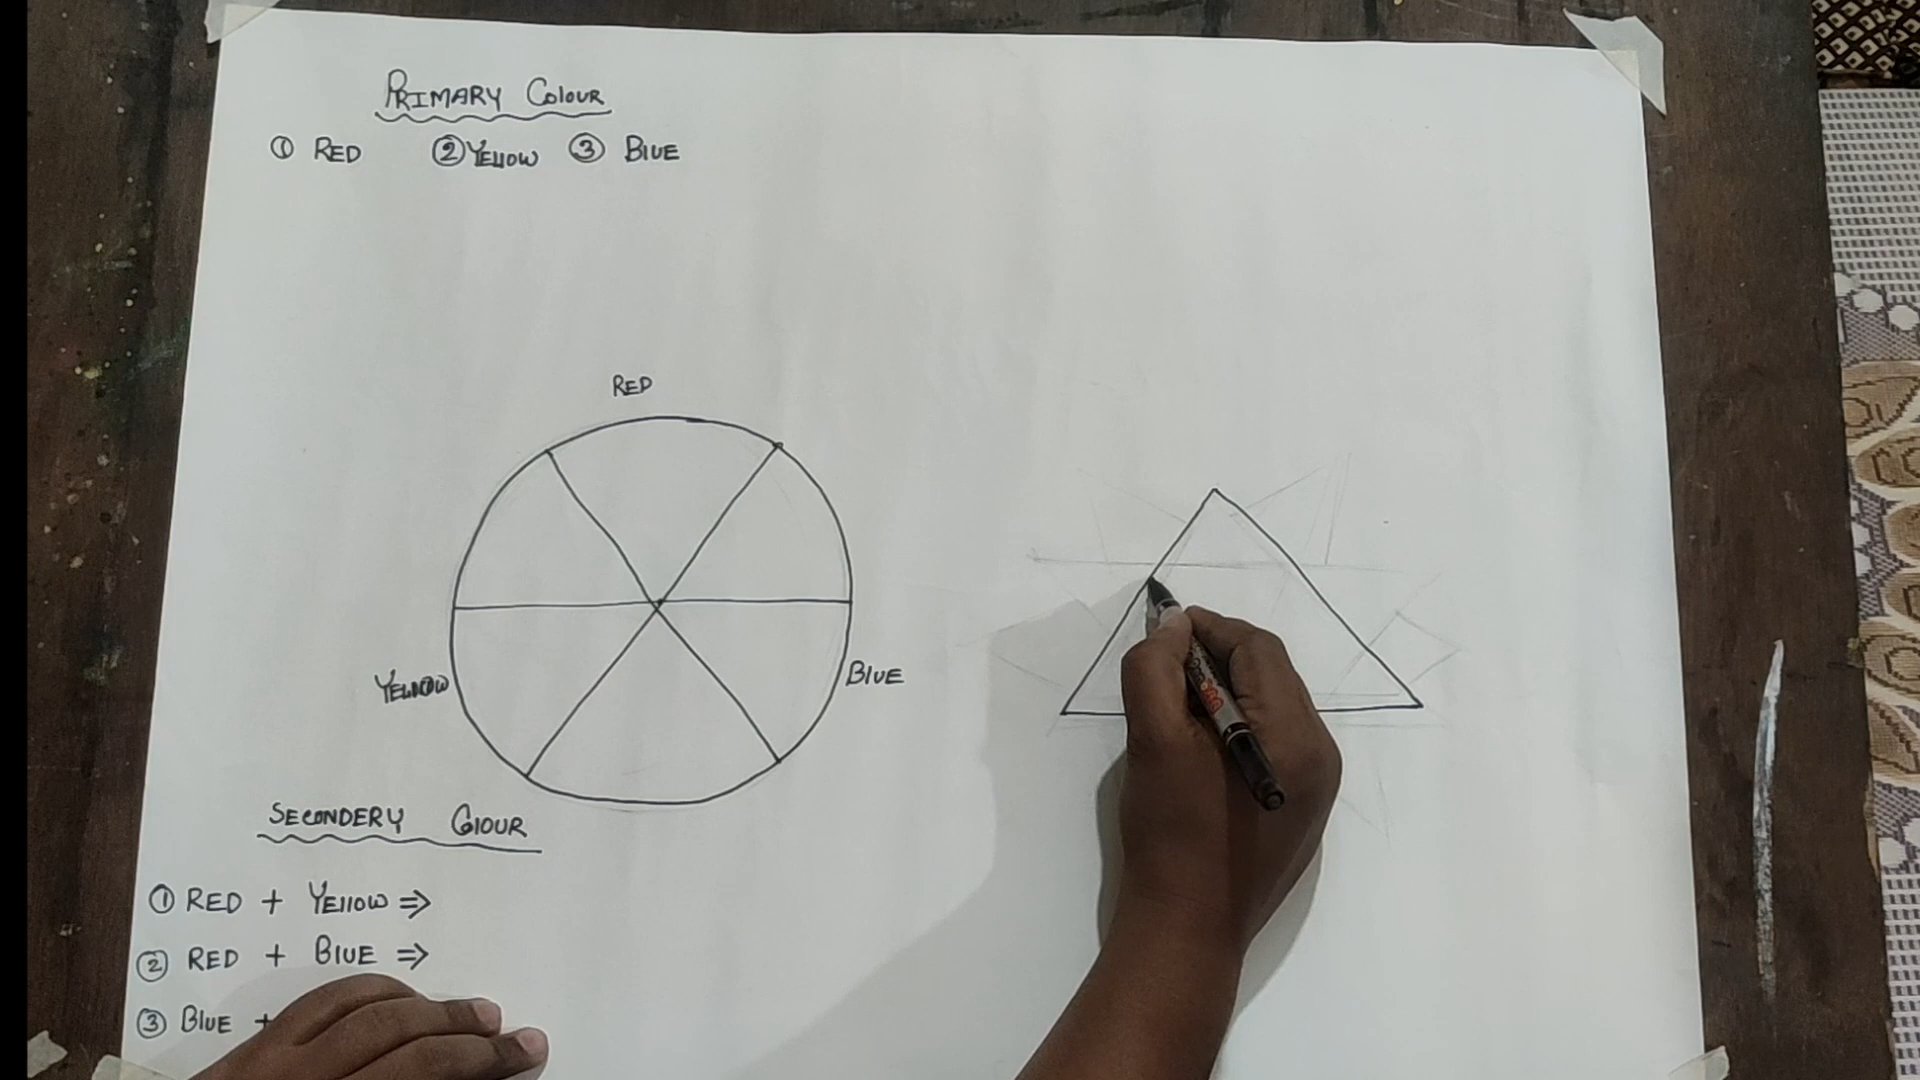 PRIMARY COLOUR
① RED ② YELLOW ③ BLUE
RED
YELLOW
BLUE
SECONDERY COLOUR
① RED + YELLOW ⇒
② RED + BLUE ⇒
③ BLUE +